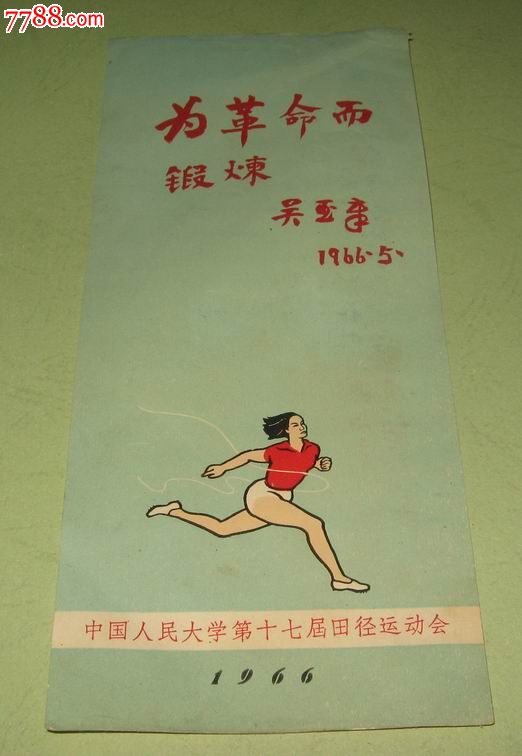 7788.com
为革命而
锻炼
吴玉章
1966·5·
中国人民大学第十七届田径运动会
1966